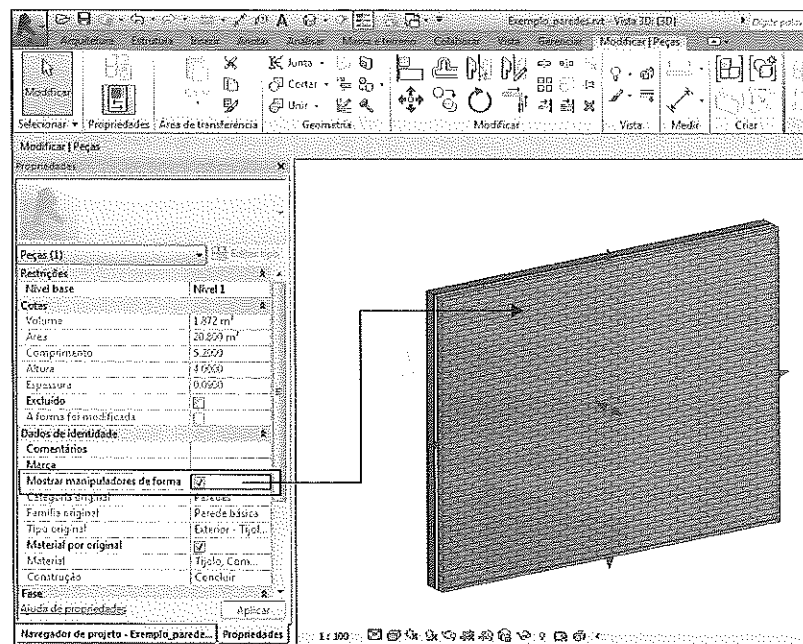 Exemplo_paredes.rvt - Vista 3D: {3D}
Arquitetura Estrutura Inserir Anotar Analisar Massa e terreno Colaborar Vista Gerenciar Modificar | Peças
Modificar
Junta
Cortar
Unir
Selecionar Propriedades Área de transferência Geometria Modificar Vista Medir Criar
Modificar | Peças
Propriedades
Peças (1)
Restrições
Nível base Nível 1
Cotas
Volume 1.872 m³
Área 20.800 m²
Comprimento 5.2000
Altura 4.0000
Espessura 0.0900
Excluído
A forma foi modificada
Dados de identidade
Comentários
Marca
Mostrar manipuladores de forma
Categoria original Paredes
Família original Parede básica
Tipo original Exterior - Tijol...
Material por original
Material Tijolo, Com...
Construção Concluir
Fase
Ajuda de propriedades Aplicar
Navegador de projeto - Exemplo_parede... Propriedades
1 : 100